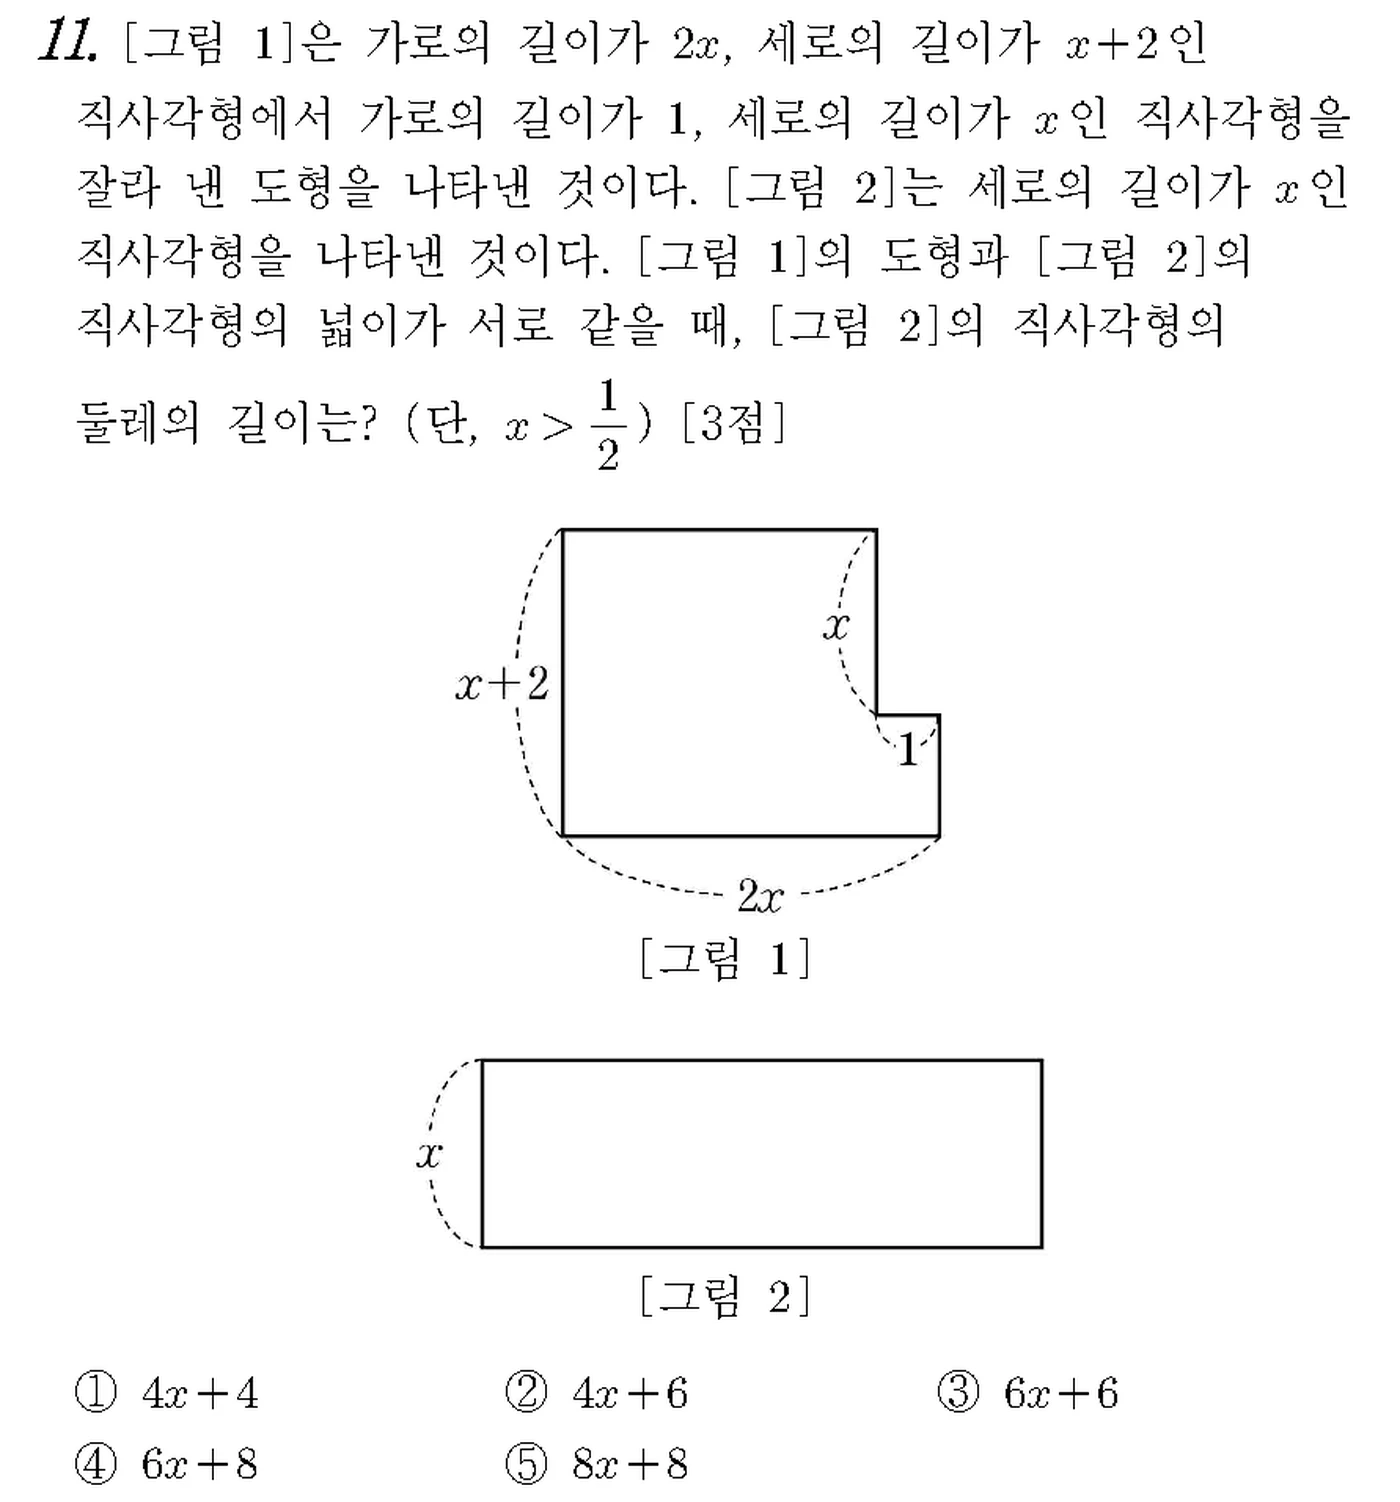 11. [그림 1]은 가로의 길이가 2x, 세로의 길이가 x+2인
직사각형에서 가로의 길이가 1, 세로의 길이가 x인 직사각형을
잘라 낸 도형을 나타낸 것이다. [그림 2]는 세로의 길이가 x인
직사각형을 나타낸 것이다. [그림 1]의 도형과 [그림 2]의
직사각형의 넓이가 서로 같을 때, [그림 2]의 직사각형의
둘레의 길이는? (단, x > 1/2) [3점]
x
x+2
1
2x
[그림 1]
x
[그림 2]
① 4x+4 ② 4x+6 ③ 6x+6
④ 6x+8 ⑤ 8x+8